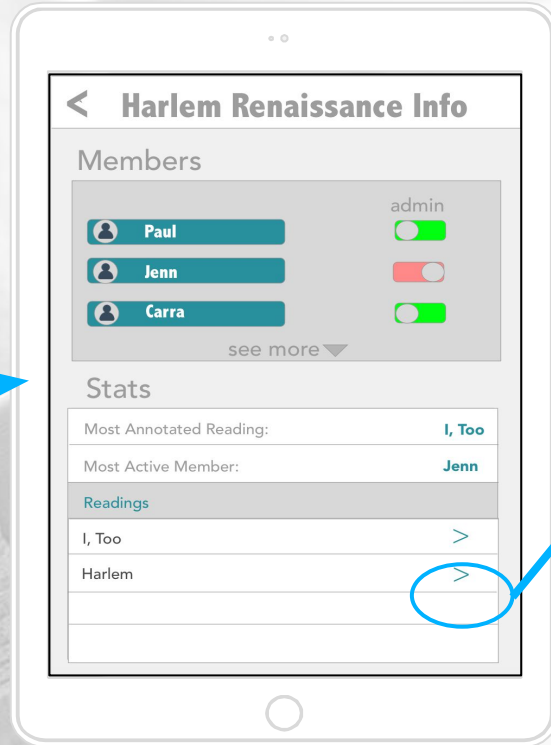 < Harlem Renaissance Info
Members
admin
Paul
Jenn
Carra
see more
Stats
Most Annotated Reading: I, Too
Most Active Member: Jenn
Readings
I, Too >
Harlem >